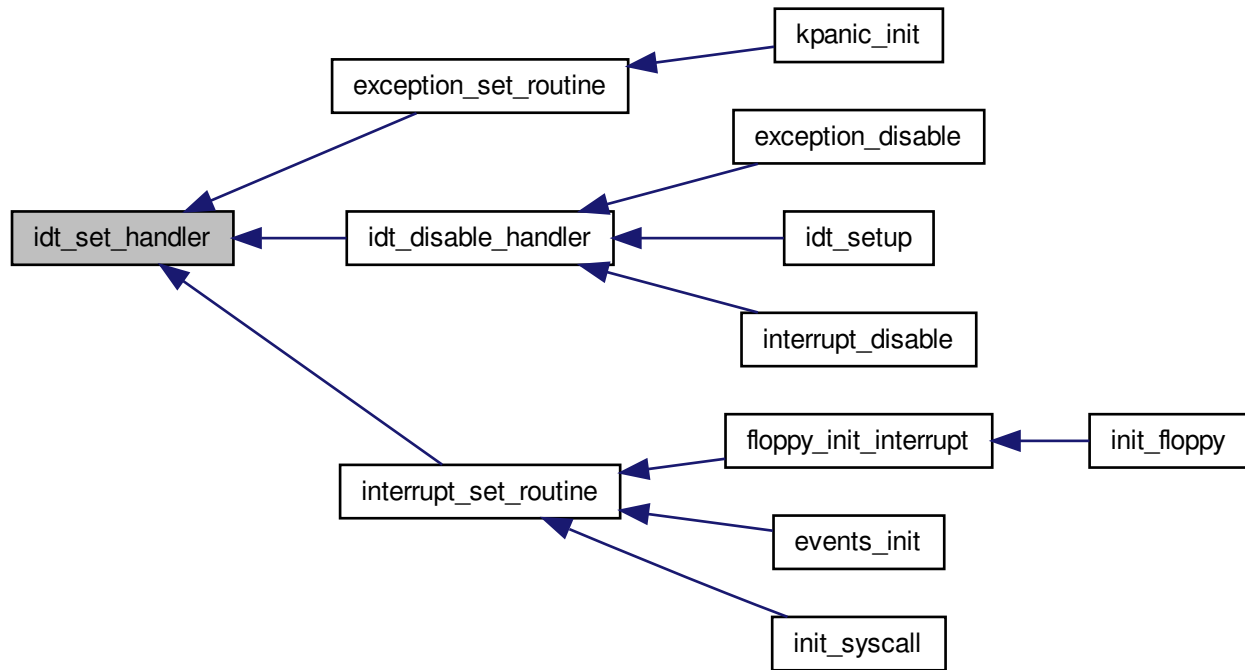 kpanic_init
exception_set_routine
exception_disable
idt_set_handler
idt_disable_handler
idt_setup
interrupt_disable
floppy_init_interrupt
init_floppy
interrupt_set_routine
events_init
init_syscall